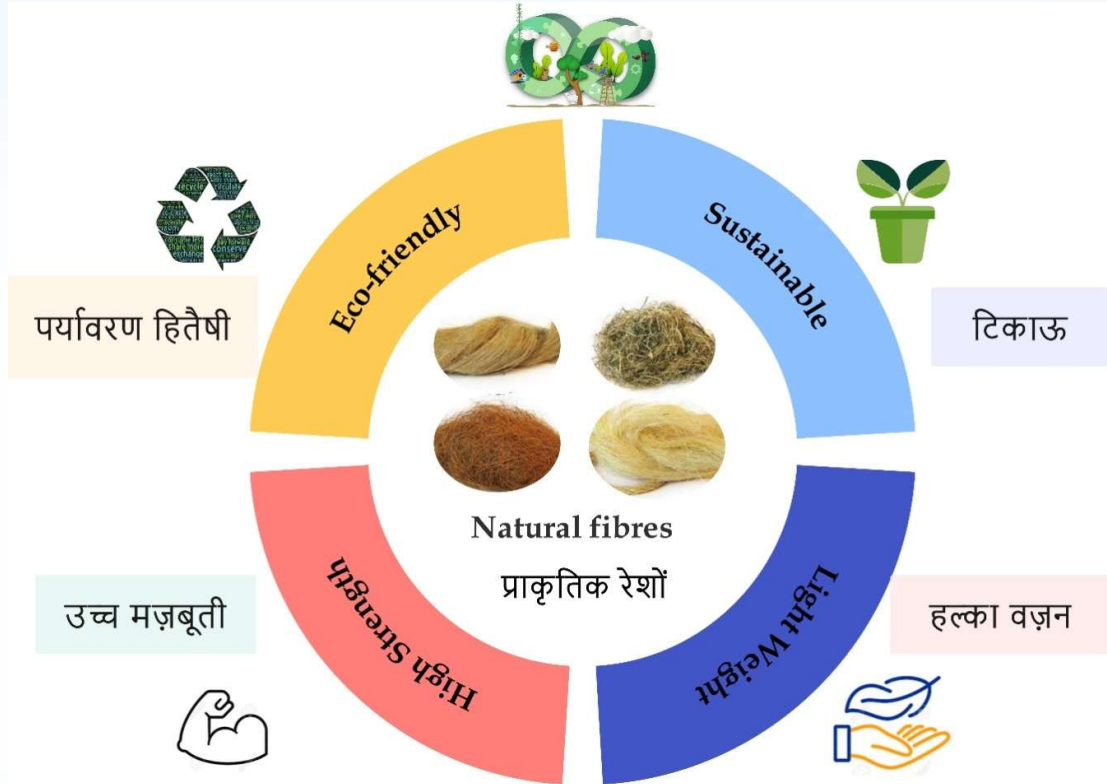 Eco-friendly
Sustainable
पर्यावरण हितैषी
टिकाऊ
Natural fibres
प्राकृतिक रेशों
High Strength
Light Weight
उच्च मज़बूती
हल्का वज़न